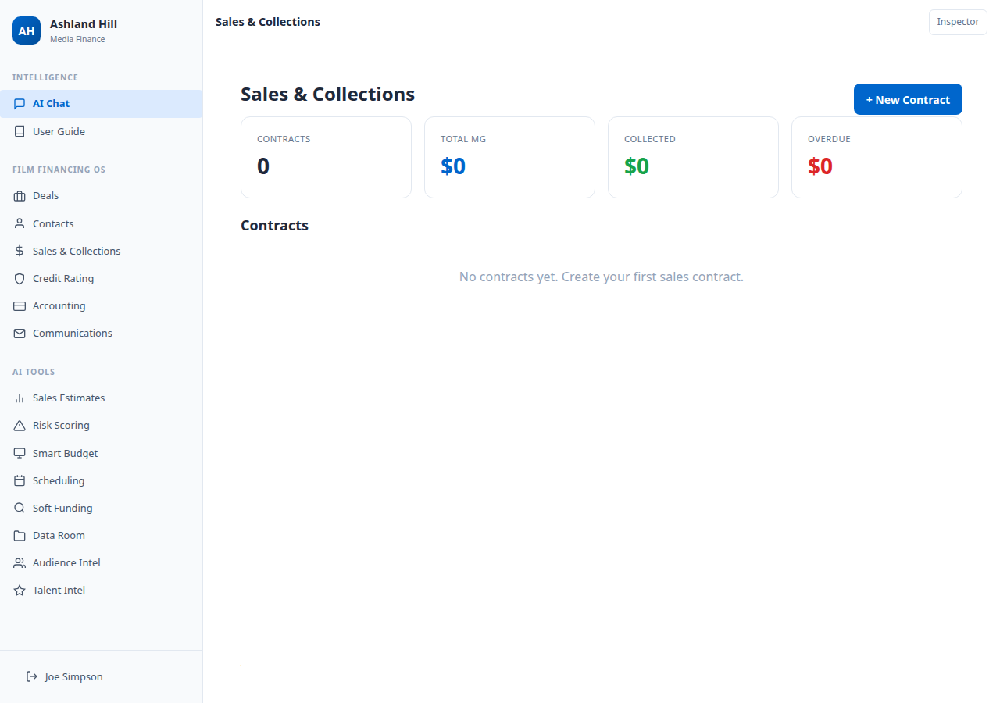 AH
Ashland Hill
Media Finance
INTELLIGENCE
AI Chat
User Guide
FILM FINANCING OS
Deals
Contacts
Sales & Collections
Credit Rating
Accounting
Communications
AI TOOLS
Sales Estimates
Risk Scoring
Smart Budget
Scheduling
Soft Funding
Data Room
Audience Intel
Talent Intel
Joe Simpson
Sales & Collections
Inspector
Sales & Collections
+ New Contract
CONTRACTS
0
TOTAL MG
$0
COLLECTED
$0
OVERDUE
$0
Contracts
No contracts yet. Create your first sales contract.